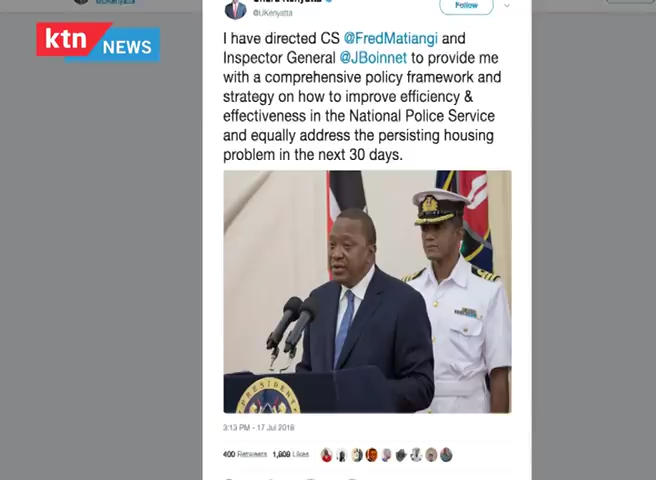 @UKenyatta
Follow
ktn NEWS
I have directed CS @FredMatiangi and
Inspector General @JBoinnet to provide me
with a comprehensive policy framework and
strategy on how to improve efficiency &
effectiveness in the National Police Service
and equally address the persisting housing
problem in the next 30 days.
PRESIDENT
3:13 PM - 17 Jul 2018
400 Retweets 1,909 Likes